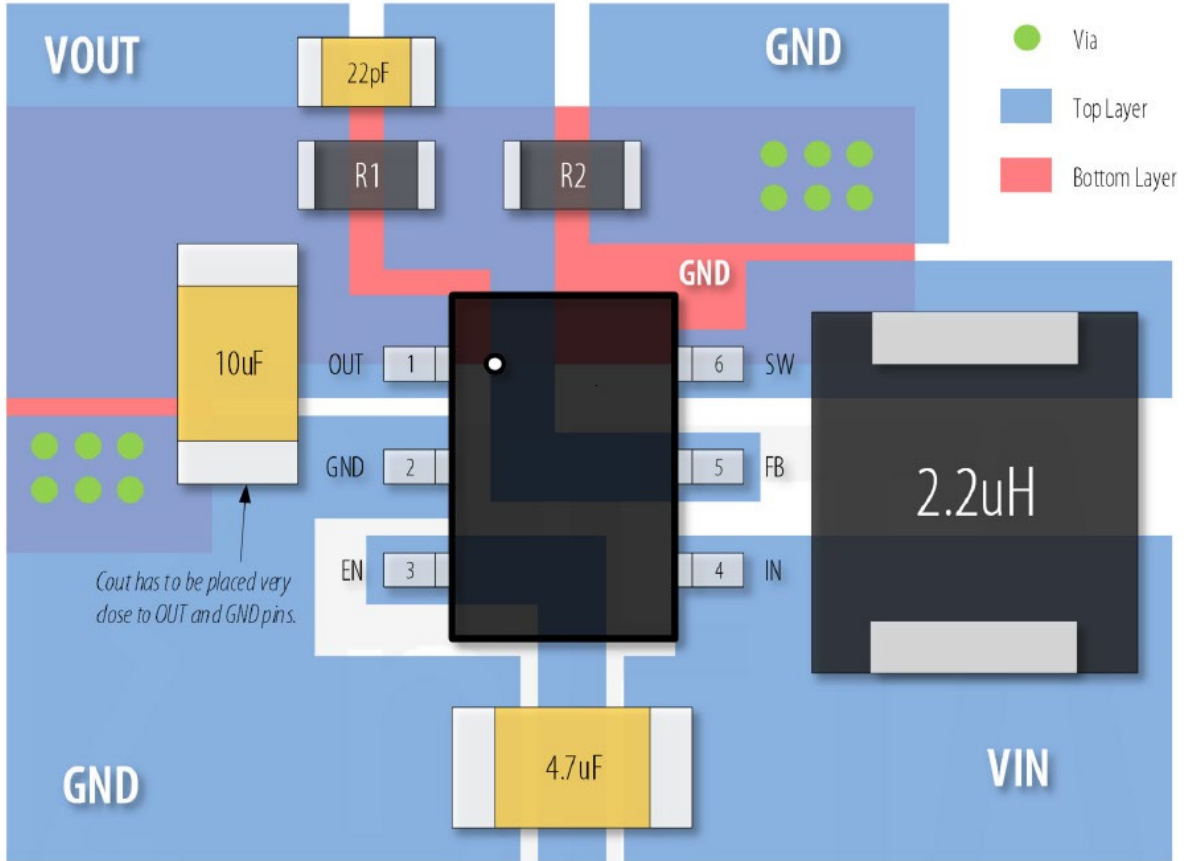 VOUT
22pF
GND
Via
Top Layer
Bottom Layer
R1
R2
GND
10uF
OUT
1
6
SW
GND
2
5
FB
2.2uH
EN
3
4
IN
Cout has to be placed very
close to OUT and GND pins.
GND
4.7uF
VIN